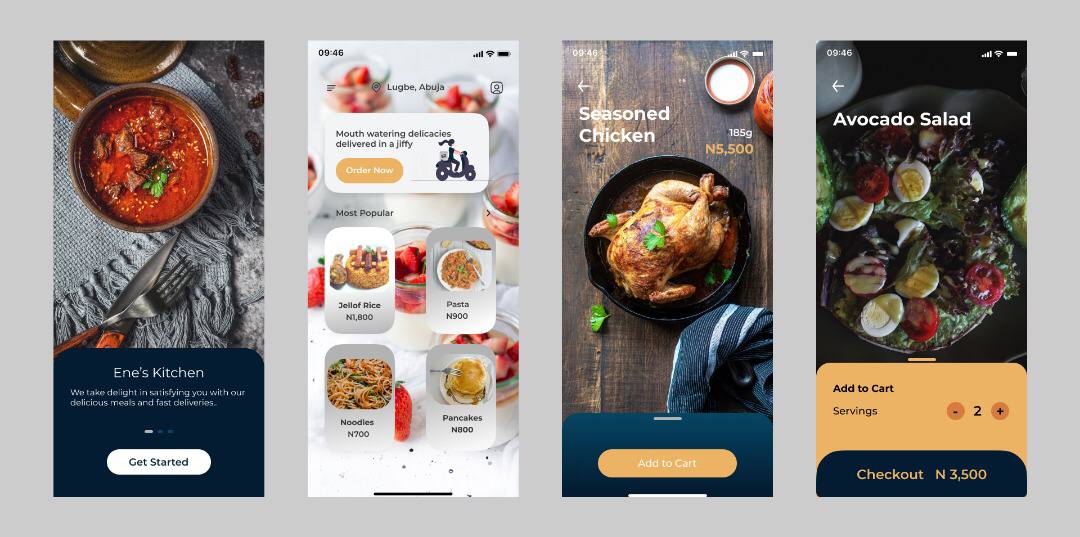 Ene's Kitchen
We take delight in satisfying you with our
delicious meals and fast deliveries..
Get Started
09:46
Lugbe, Abuja
Mouth watering delicacies
delivered in a jiffy
Order Now
Most Popular
Jellof Rice
N1,800
Pasta
N900
Noodles
N700
Pancakes
N800
09:46
Seasoned
Chicken
185g
N5,500
Add to Cart
09:46
Avocado Salad
Add to Cart
Servings
- 2 +
Checkout N 3,500